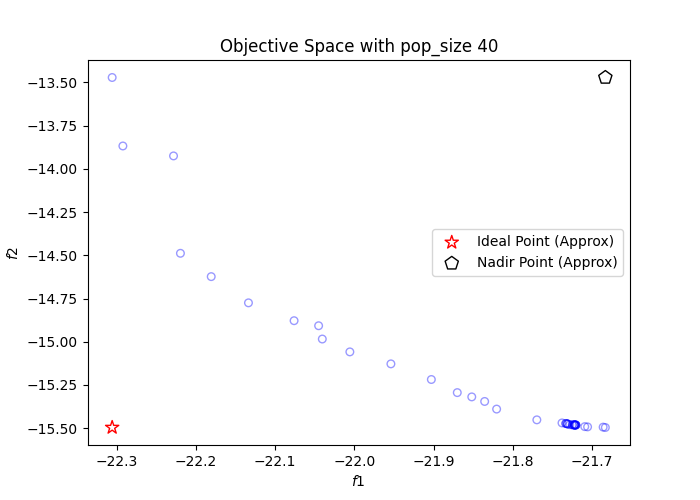 Objective Space with pop_size 40
f2
−13.50
−13.75
−14.00
−14.25
−14.50
−14.75
−15.00
−15.25
−15.50
Ideal Point (Approx)
Nadir Point (Approx)
−22.3 −22.2 −22.1 −22.0 −21.9 −21.8 −21.7
f1